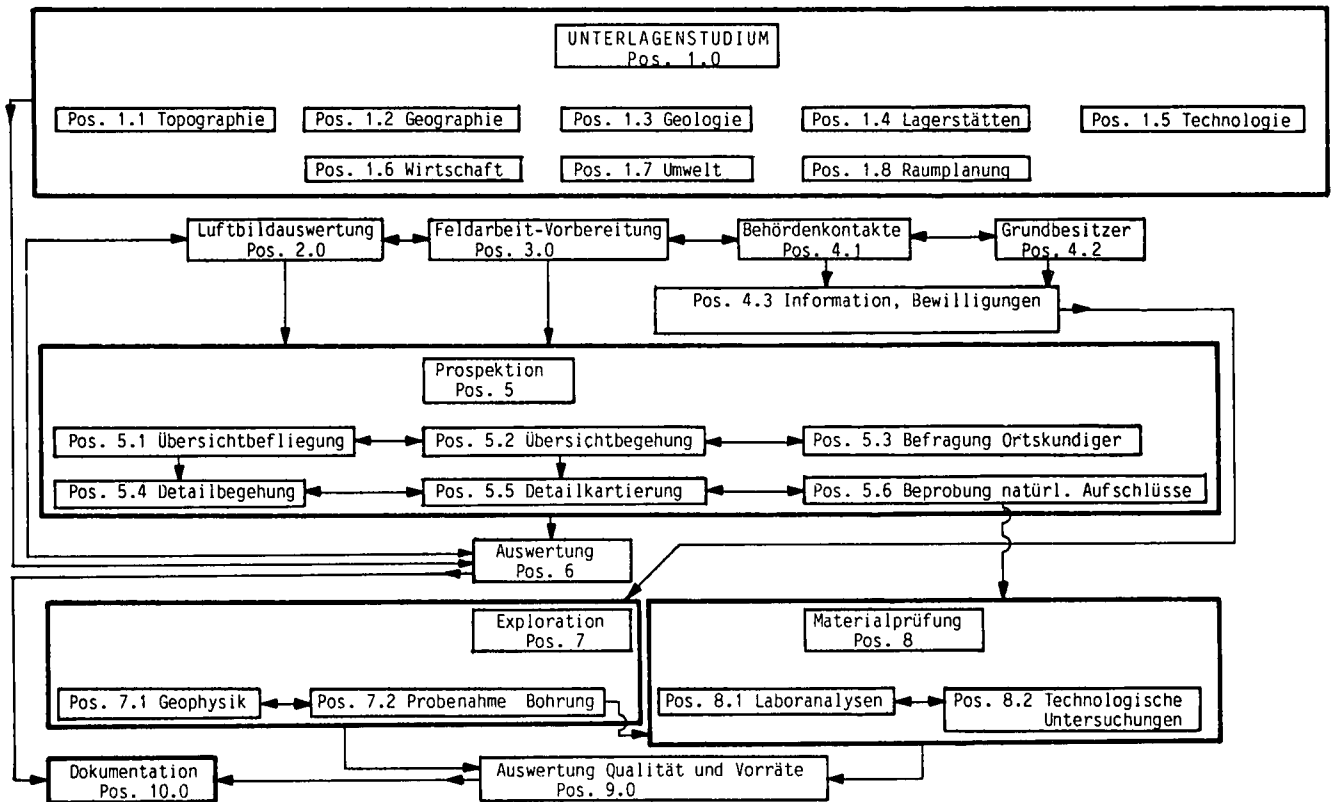 UNTERLAGENSTUDIUM
Pos. 1.0
Pos. 1.1 Topographie
Pos. 1.2 Geographie
Pos. 1.3 Geologie
Pos. 1.4 Lagerstätten
Pos. 1.5 Technologie
Pos. 1.6 Wirtschaft
Pos. 1.7 Umwelt
Pos. 1.8 Raumplanung
Luftbildauswertung
Pos. 2.0
Feldarbeit-Vorbereitung
Pos. 3.0
Behördenkontakte
Pos. 4.1
Grundbesitzer
Pos. 4.2
Pos. 4.3 Information, Bewilligungen
Prospektion
Pos. 5
Pos. 5.1 Übersichtbefliegung
Pos. 5.2 Übersichtbegehung
Pos. 5.3 Befragung Ortskundiger
Pos. 5.4 Detailbegehung
Pos. 5.5 Detailkartierung
Pos. 5.6 Beprobung natürl. Aufschlüsse
Auswertung
Pos. 6
Exploration
Pos. 7
Materialprüfung
Pos. 8
Pos. 7.1 Geophysik
Pos. 7.2 Probenahme Bohrung
Pos. 8.1 Laboranalysen
Pos. 8.2 Technologische
Untersuchungen
Dokumentation
Pos. 10.0
Auswertung Qualität und Vorräte
Pos. 9.0